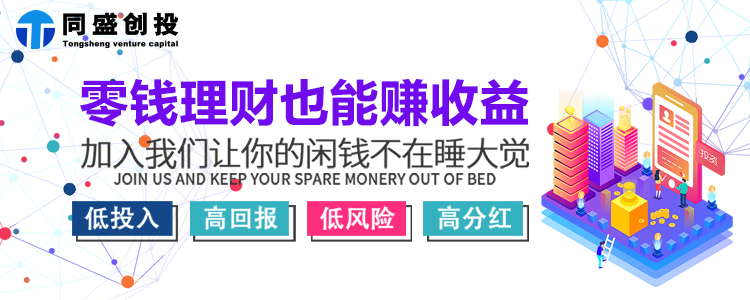 同盛创投
Tongsheng venture capital
零钱理财也能赚收益
加入我们让你的闲钱不在睡大觉
JOIN US AND KEEP YOUR SPARE MONERY OUT OF BED
低投入 高回报 低风险 高分红
投资